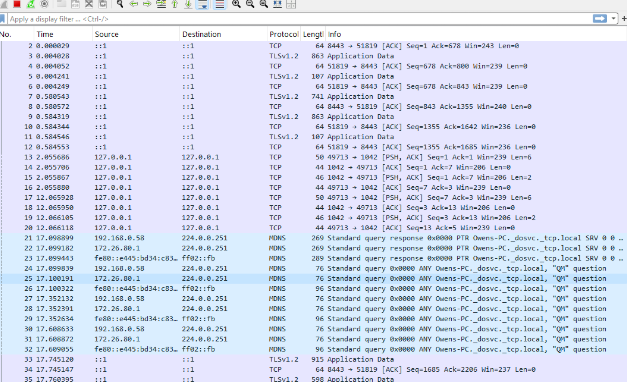 Apply a display filter ... <Ctrl-/>
No. Time Source Destination Protocol Lengtl Info
2 0.000029 ::1 ::1 TCP 64 8443 → 51819 [ACK] Seq=1 Ack=678 Win=243 Len=0
3 0.004028 ::1 ::1 TLSv1.2 863 Application Data
4 0.004052 ::1 ::1 TCP 64 51819 → 8443 [ACK] Seq=678 Ack=800 Win=239 Len=0
5 0.004241 ::1 ::1 TLSv1.2 107 Application Data
6 0.004249 ::1 ::1 TCP 64 51819 → 8443 [ACK] Seq=678 Ack=843 Win=239 Len=0
7 0.580543 ::1 ::1 TLSv1.2 741 Application Data
8 0.580572 ::1 ::1 TCP 64 8443 → 51819 [ACK] Seq=843 Ack=1355 Win=240 Len=0
9 0.584319 ::1 ::1 TLSv1.2 863 Application Data
10 0.584344 ::1 ::1 TCP 64 51819 → 8443 [ACK] Seq=1355 Ack=1642 Win=236 Len=0
11 0.584546 ::1 ::1 TLSv1.2 107 Application Data
12 0.584553 ::1 ::1 TCP 64 51819 → 8443 [ACK] Seq=1355 Ack=1685 Win=236 Len=0
13 2.055686 127.0.0.1 127.0.0.1 TCP 50 49713 → 1042 [PSH, ACK] Seq=1 Ack=1 Win=239 Len=6
14 2.055706 127.0.0.1 127.0.0.1 TCP 44 1042 → 49713 [ACK] Seq=1 Ack=7 Win=206 Len=0
15 2.055867 127.0.0.1 127.0.0.1 TCP 46 1042 → 49713 [PSH, ACK] Seq=1 Ack=7 Win=206 Len=2
16 2.055880 127.0.0.1 127.0.0.1 TCP 44 49713 → 1042 [ACK] Seq=7 Ack=3 Win=239 Len=0
17 12.065928 127.0.0.1 127.0.0.1 TCP 50 49713 → 1042 [PSH, ACK] Seq=7 Ack=3 Win=239 Len=6
18 12.065950 127.0.0.1 127.0.0.1 TCP 44 1042 → 49713 [ACK] Seq=3 Ack=13 Win=206 Len=0
19 12.066105 127.0.0.1 127.0.0.1 TCP 46 1042 → 49713 [PSH, ACK] Seq=3 Ack=13 Win=206 Len=2
20 12.066118 127.0.0.1 127.0.0.1 TCP 44 49713 → 1042 [ACK] Seq=13 Ack=5 Win=239 Len=0
21 17.098899 192.168.0.58 224.0.0.251 MDNS 269 Standard query response 0x0000 PTR Owens-PC._dosvc._tcp.local SRV 0 0 …
22 17.099182 172.26.80.1 224.0.0.251 MDNS 269 Standard query response 0x0000 PTR Owens-PC._dosvc._tcp.local SRV 0 0 …
23 17.099443 fe80::e445:bd34:c83… ff02::fb MDNS 289 Standard query response 0x0000 PTR Owens-PC._dosvc._tcp.local SRV 0 0 …
24 17.099839 192.168.0.58 224.0.0.251 MDNS 76 Standard query 0x0000 ANY Owens-PC._dosvc._tcp.local, "QM" question
25 17.100191 172.26.80.1 224.0.0.251 MDNS 76 Standard query 0x0000 ANY Owens-PC._dosvc._tcp.local, "QM" question
26 17.100322 fe80::e445:bd34:c83… ff02::fb MDNS 96 Standard query 0x0000 ANY Owens-PC._dosvc._tcp.local, "QM" question
27 17.352132 192.168.0.58 224.0.0.251 MDNS 76 Standard query 0x0000 ANY Owens-PC._dosvc._tcp.local, "QM" question
28 17.352391 172.26.80.1 224.0.0.251 MDNS 76 Standard query 0x0000 ANY Owens-PC._dosvc._tcp.local, "QM" question
29 17.352634 fe80::e445:bd34:c83… ff02::fb MDNS 96 Standard query 0x0000 ANY Owens-PC._dosvc._tcp.local, "QM" question
30 17.608633 192.168.0.58 224.0.0.251 MDNS 76 Standard query 0x0000 ANY Owens-PC._dosvc._tcp.local, "QM" question
31 17.608872 172.26.80.1 224.0.0.251 MDNS 76 Standard query 0x0000 ANY Owens-PC._dosvc._tcp.local, "QM" question
32 17.609055 fe80::e445:bd34:c83… ff02::fb MDNS 96 Standard query 0x0000 ANY Owens-PC._dosvc._tcp.local, "QM" question
33 17.745120 ::1 ::1 TLSv1.2 915 Application Data
34 17.745147 ::1 ::1 TCP 64 8443 → 51819 [ACK] Seq=1685 Ack=2206 Win=237 Len=0
35 17.760395 ::1 ::1 TLSv1.2 598 Application Data